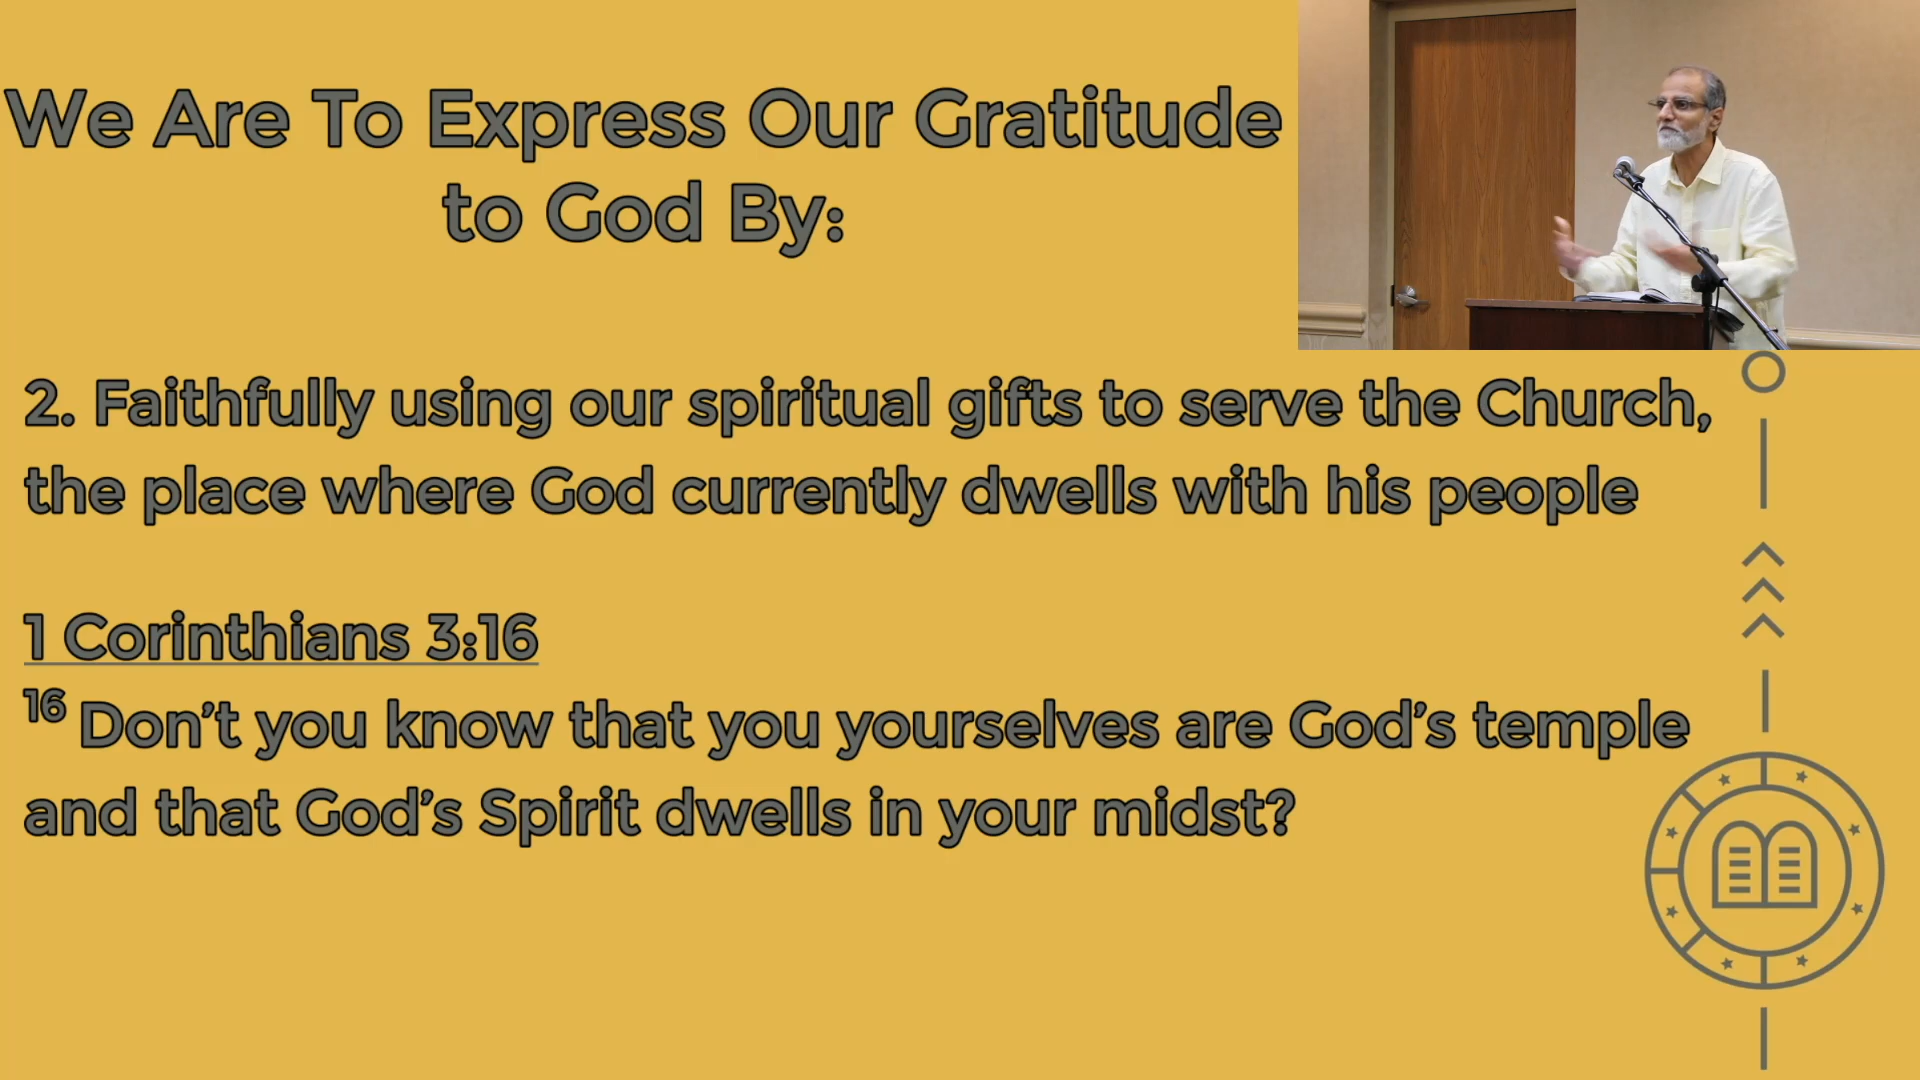 We Are To Express Our Gratitude
to God By:
2. Faithfully using our spiritual gifts to serve the Church,
the place where God currently dwells with his people
1 Corinthians 3:16
16 Don’t you know that you yourselves are God’s temple
and that God’s Spirit dwells in your midst?